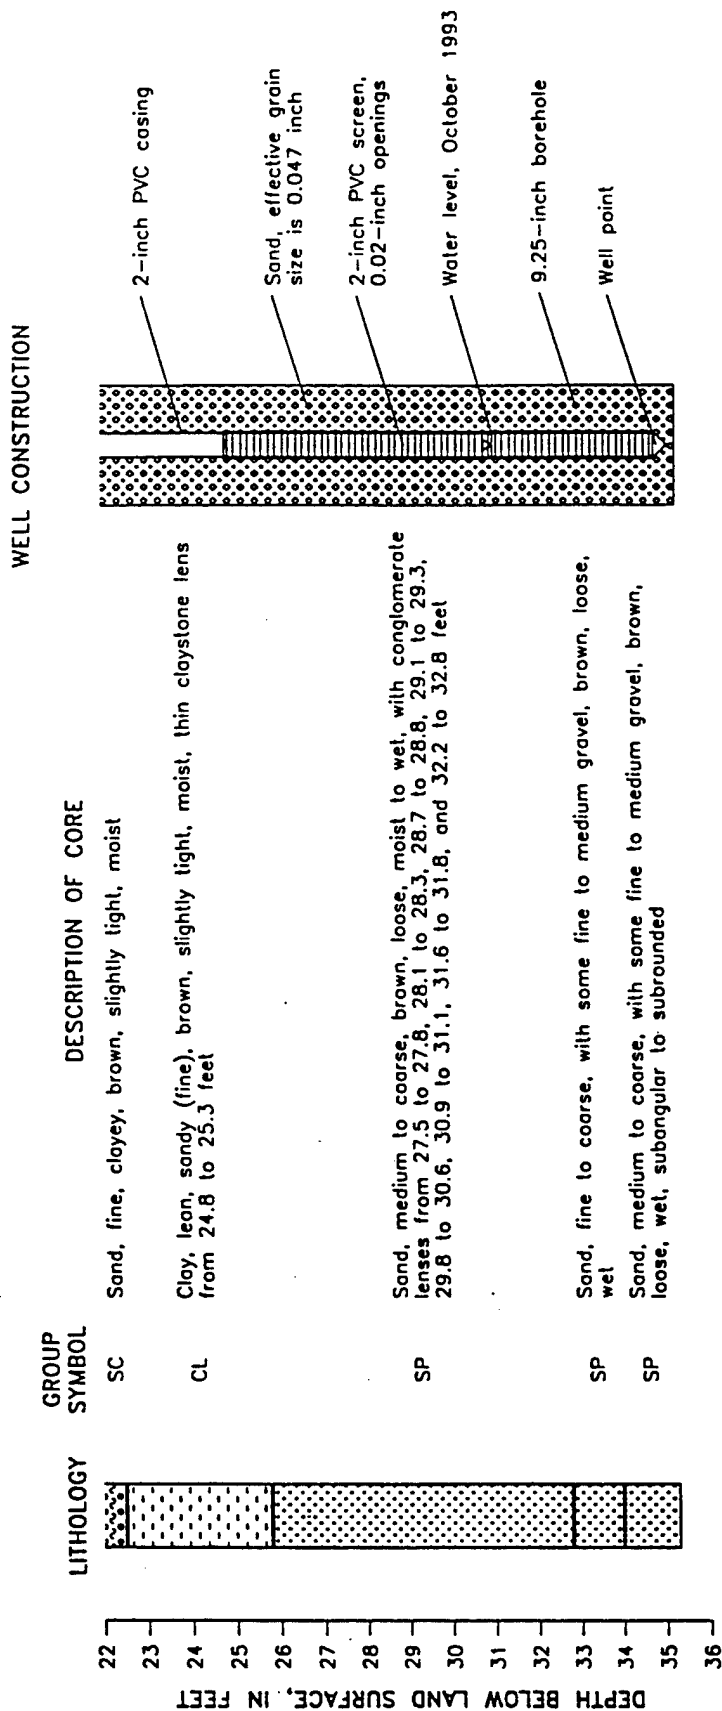 WELL CONSTRUCTION
DESCRIPTION OF CORE
GROUP
SYMBOL
LITHOLOGY
DEPTH BELOW LAND SURFACE, IN FEET
22
23
24
25
26
27
28
29
30
31
32
33
34
35
36
SC
Sand, fine, clayey, brown, slightly tight, moist
CL
Clay, lean, sandy (fine), brown, slightly tight, moist, thin claystone lens
from 24.8 to 25.3 feet
SP
Sand, medium to coarse, brown, loose, moist to wet, with conglomerate
lenses from 27.5 to 27.8, 28.1 to 28.3, 28.7 to 28.8, 29.1 to 29.3,
29.8 to 30.6, 30.9 to 31.1, 31.6 to 31.8, and 32.2 to 32.8 feet
SP
Sand, fine to coarse, with some fine to medium gravel, brown, loose,
wet
SP
Sand, medium to coarse, with some fine to medium gravel, brown,
loose, wet, subangular to subrounded
2-inch PVC casing
Sand, effective grain
size is 0.047 inch
2-inch PVC screen,
0.02-inch openings
Water level, October 1993
9.25-inch borehole
Well point